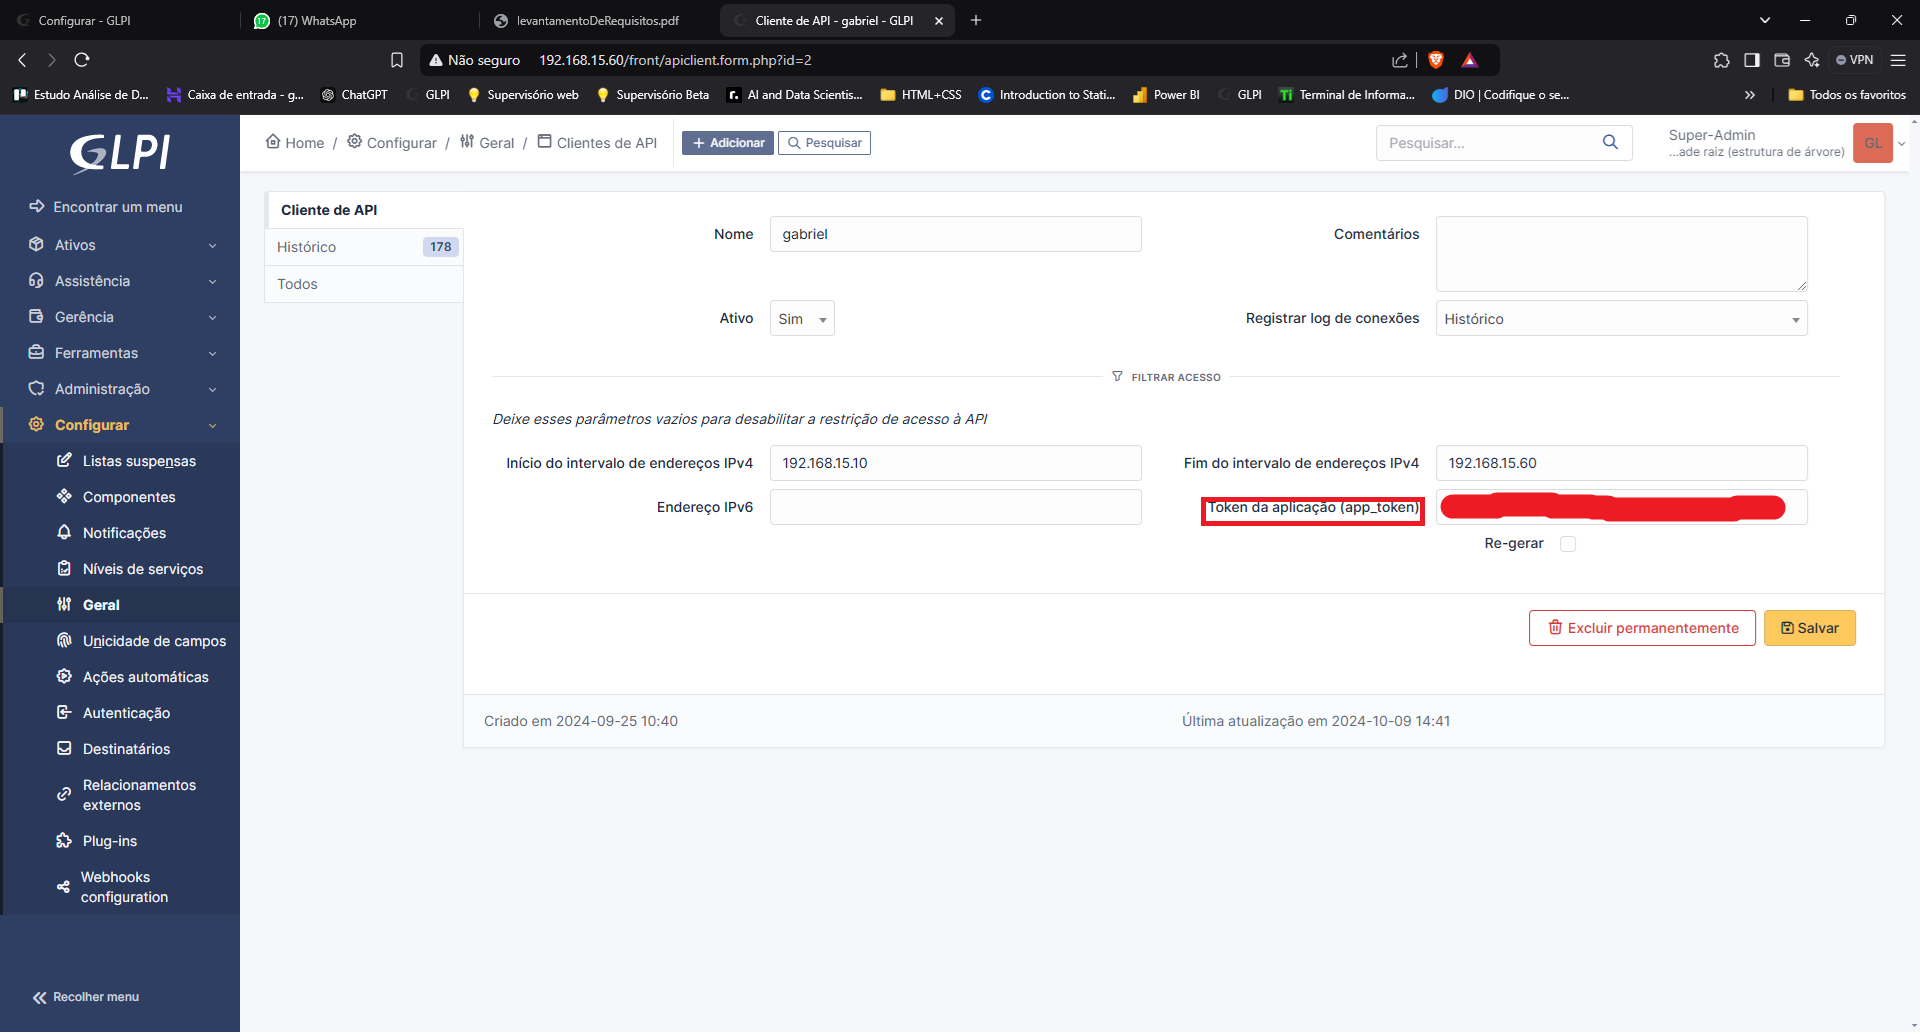 Configurar - GLPI
(17) WhatsApp
levantamentoDeRequisitos.pdf
Cliente de API - gabriel - GLPI
Não seguro
192.168.15.60/front/apiclient.form.php?id=2
VPN
Estudo Análise de D...
Caixa de entrada - g...
ChatGPT
GLPI
Supervisório web
Supervisório Beta
AI and Data Scientis...
HTML+CSS
Introduction to Stati...
Power BI
GLPI
Terminal de Informa...
DIO | Codifique o se...
Todos os favoritos
GLPI
Home / Configurar / Geral / Clientes de API
Adicionar
Pesquisar
Pesquisar...
Super-Admin
...ade raiz (estrutura de árvore)
GL
Encontrar um menu
Ativos
Assistência
Gerência
Ferramentas
Administração
Configurar
Listas suspensas
Componentes
Notificações
Níveis de serviços
Geral
Unicidade de campos
Ações automáticas
Autenticação
Destinatários
Relacionamentos
externos
Plug-ins
Webhooks
configuration
Recolher menu
Cliente de API
Histórico 178
Todos
Nome gabriel
Comentários
Ativo Sim
Registrar log de conexões Histórico
FILTRAR ACESSO
Deixe esses parâmetros vazios para desabilitar a restrição de acesso à API
Início do intervalo de endereços IPv4 192.168.15.10
Fim do intervalo de endereços IPv4 192.168.15.60
Endereço IPv6
Token da aplicação (app_token)
Re-gerar
Excluir permanentemente
Salvar
Criado em 2024-09-25 10:40
Última atualização em 2024-10-09 14:41